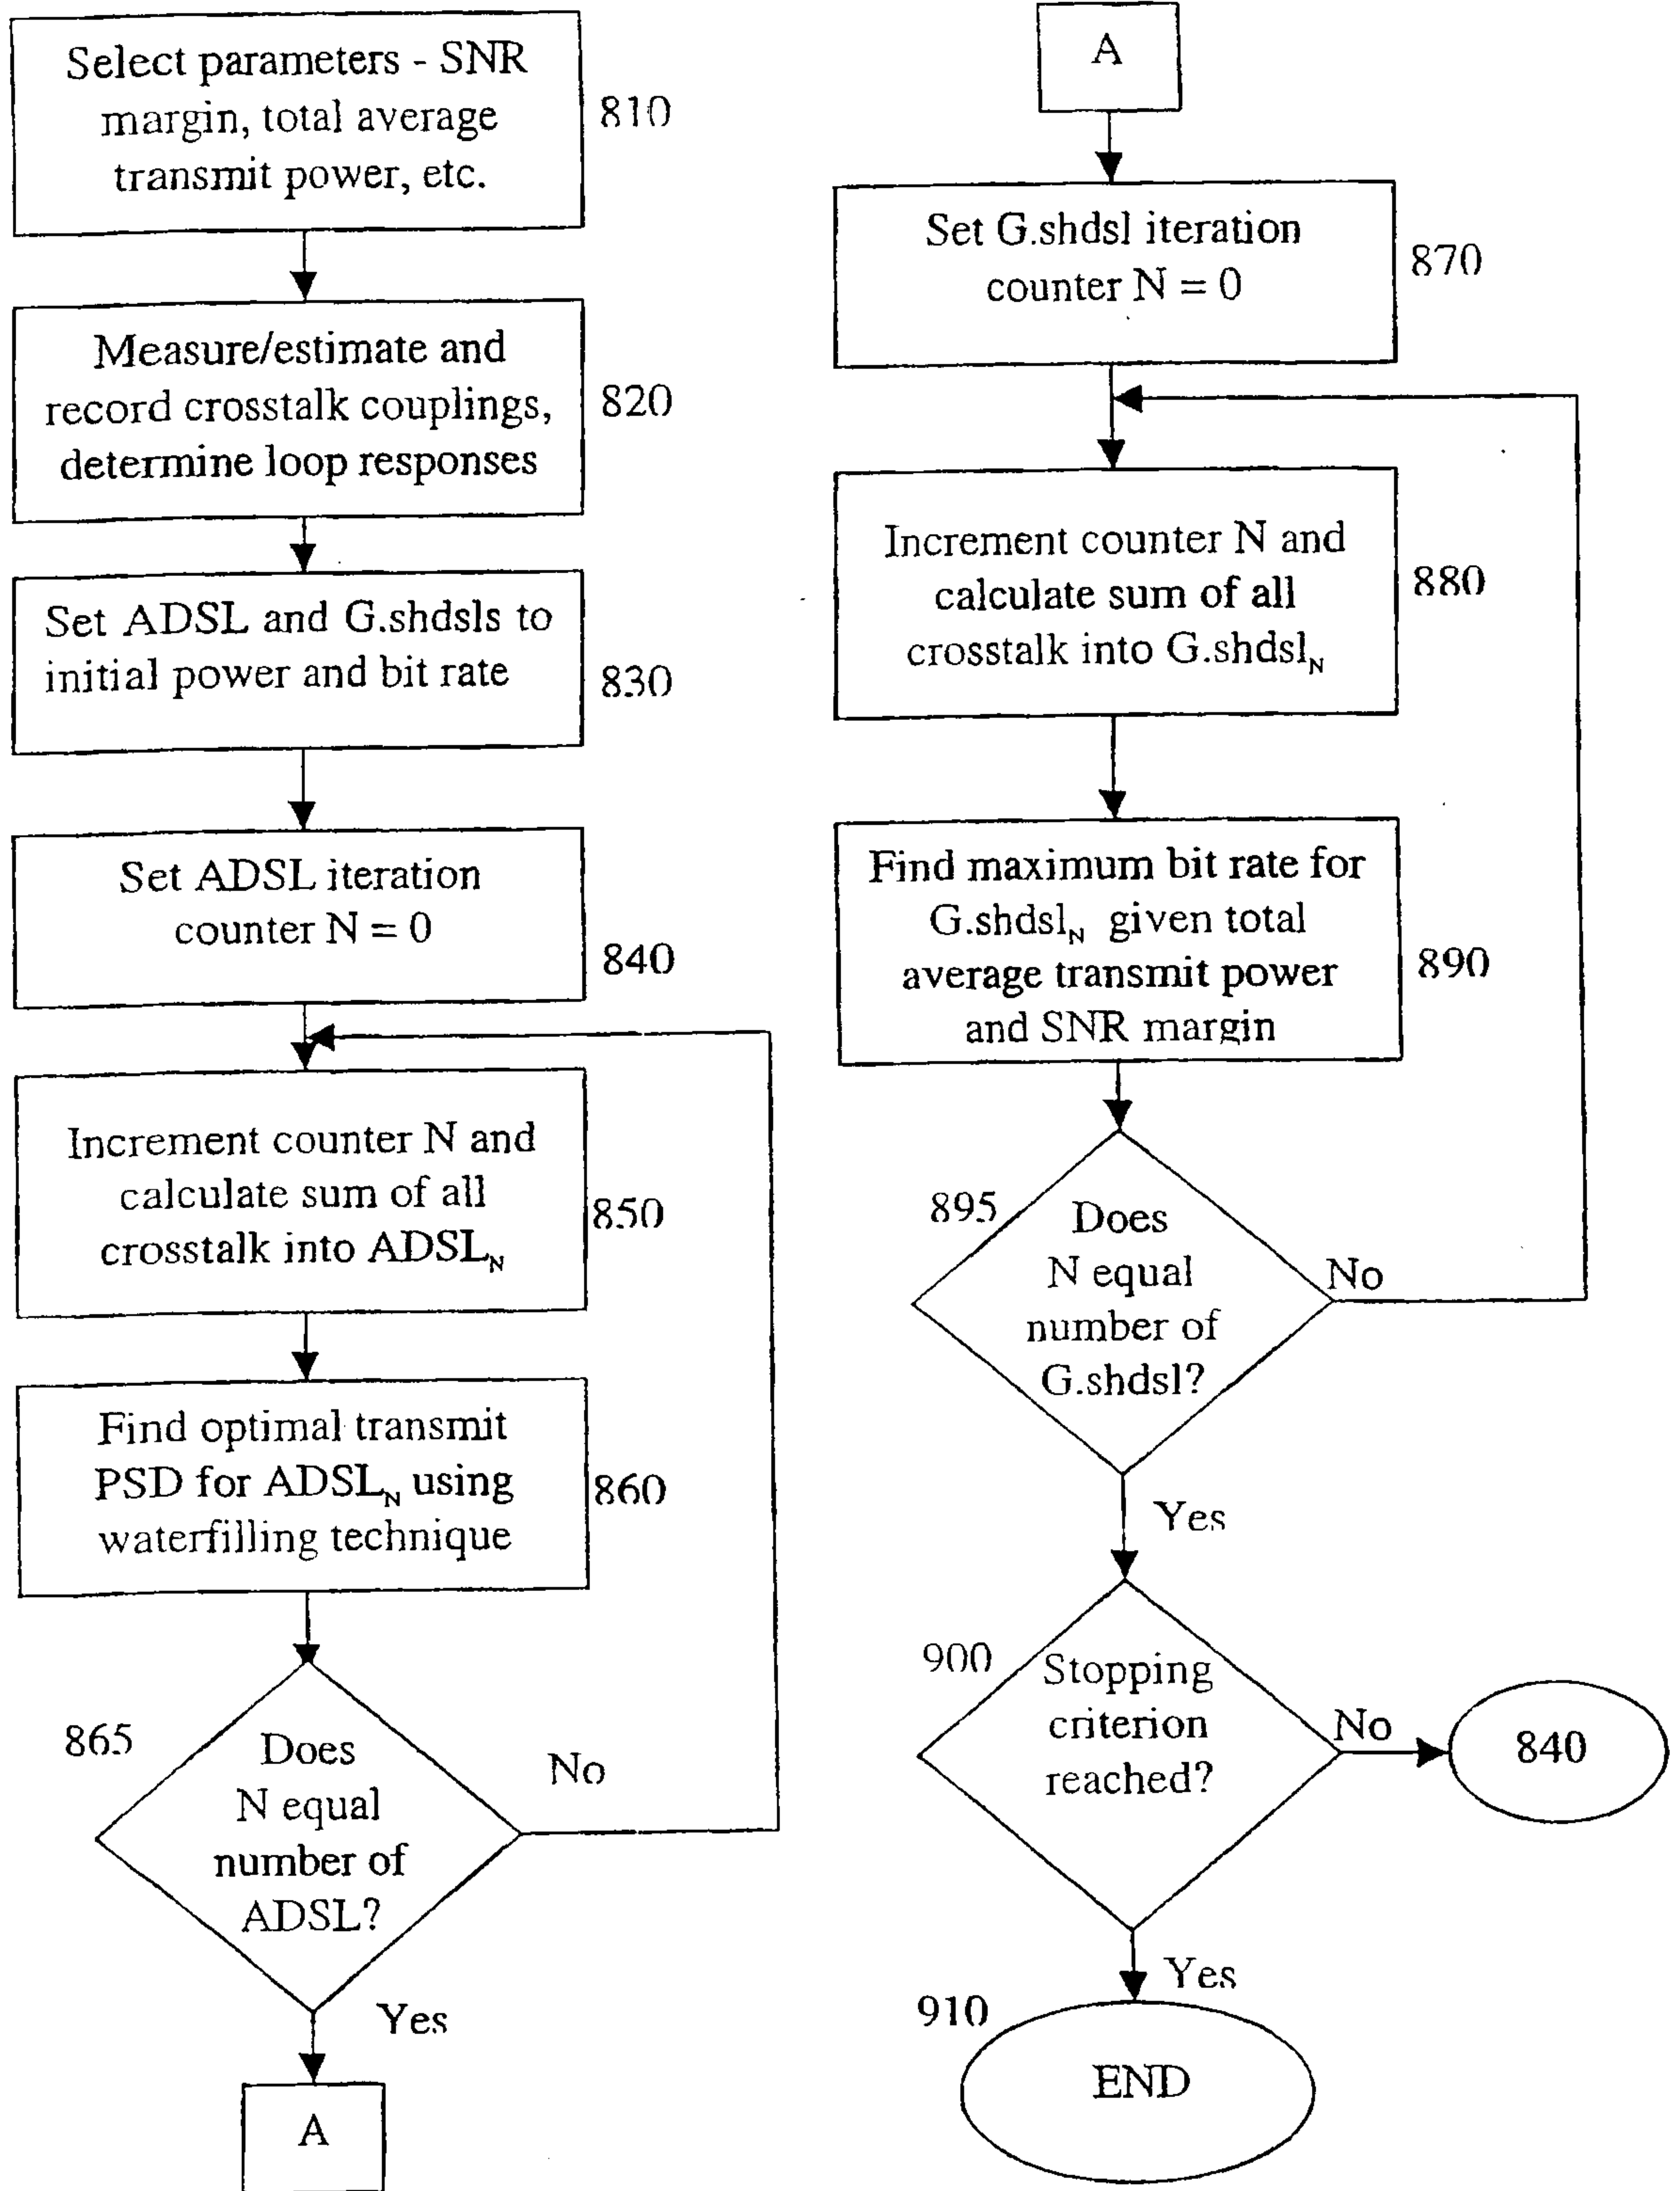 Select parameters - SNR
margin, total average
transmit power, etc.
810
Measure/estimate and
record crosstalk couplings,
determine loop responses
820
Set ADSL and G.shdsls to
initial power and bit rate
830
Set ADSL iteration
counter N = 0
840
Increment counter N and
calculate sum of all
crosstalk into ADSL_N
850
Find optimal transmit
PSD for ADSL_N using
waterfilling technique
860
865
Does
N equal
number of
ADSL?
No
Yes
A
A
Set G.shdsl iteration
counter N = 0
870
Increment counter N and
calculate sum of all
crosstalk into G.shdsl_N
880
Find maximum bit rate for
G.shdsl_N given total
average transmit power
and SNR margin
890
895
Does
N equal
number of
G.shdsl?
No
Yes
900
Stopping
criterion
reached?
No
840
Yes
910
END